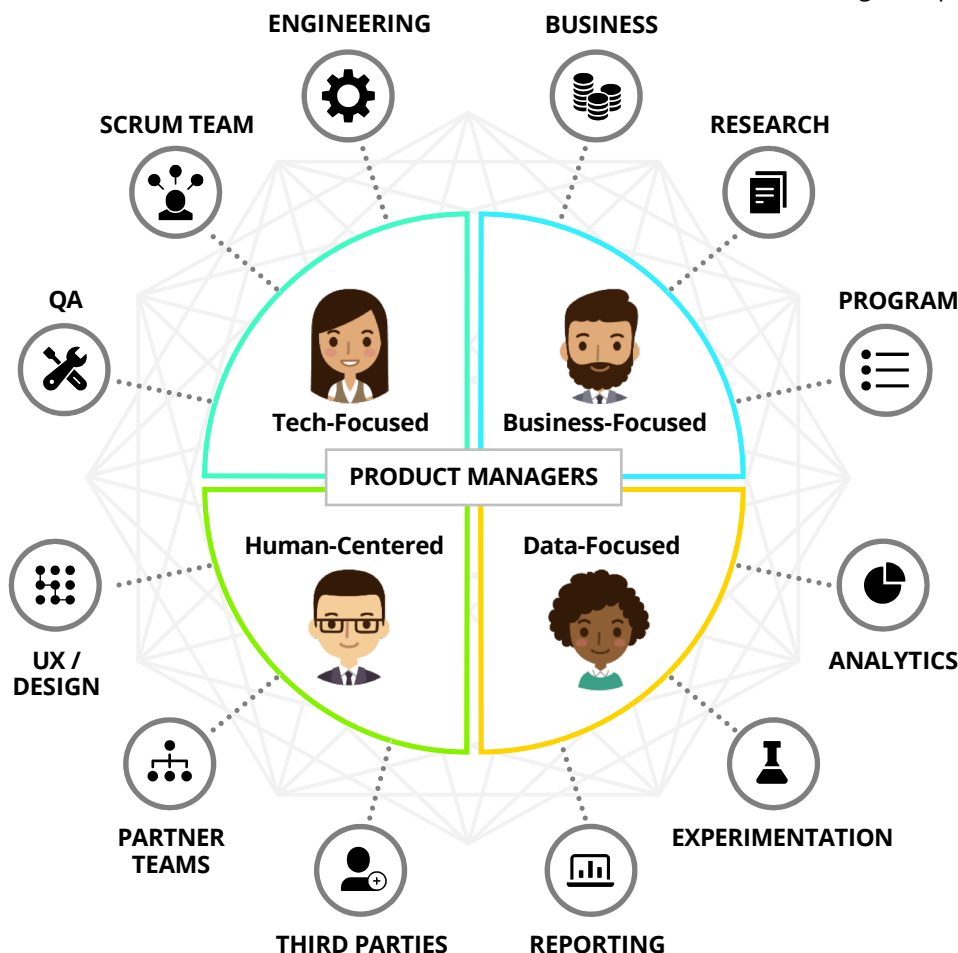 ENGINEERING
BUSINESS
SCRUM TEAM
RESEARCH
QA
PROGRAM
Tech-Focused
Business-Focused
PRODUCT MANAGERS
Human-Centered
Data-Focused
UX /
DESIGN
ANALYTICS
PARTNER
TEAMS
EXPERIMENTATION
THIRD PARTIES
REPORTING